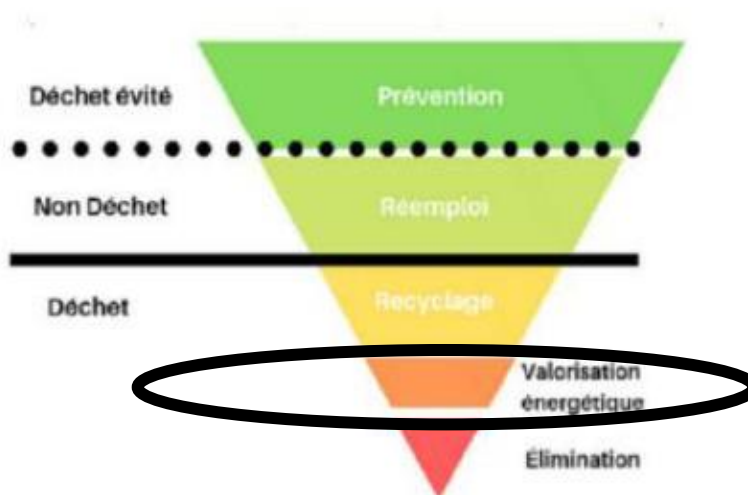 Déchet évité
Prévention
Non Déchet
Réemploi
Déchet
Recyclage
Valorisation
énergétique
Élimination